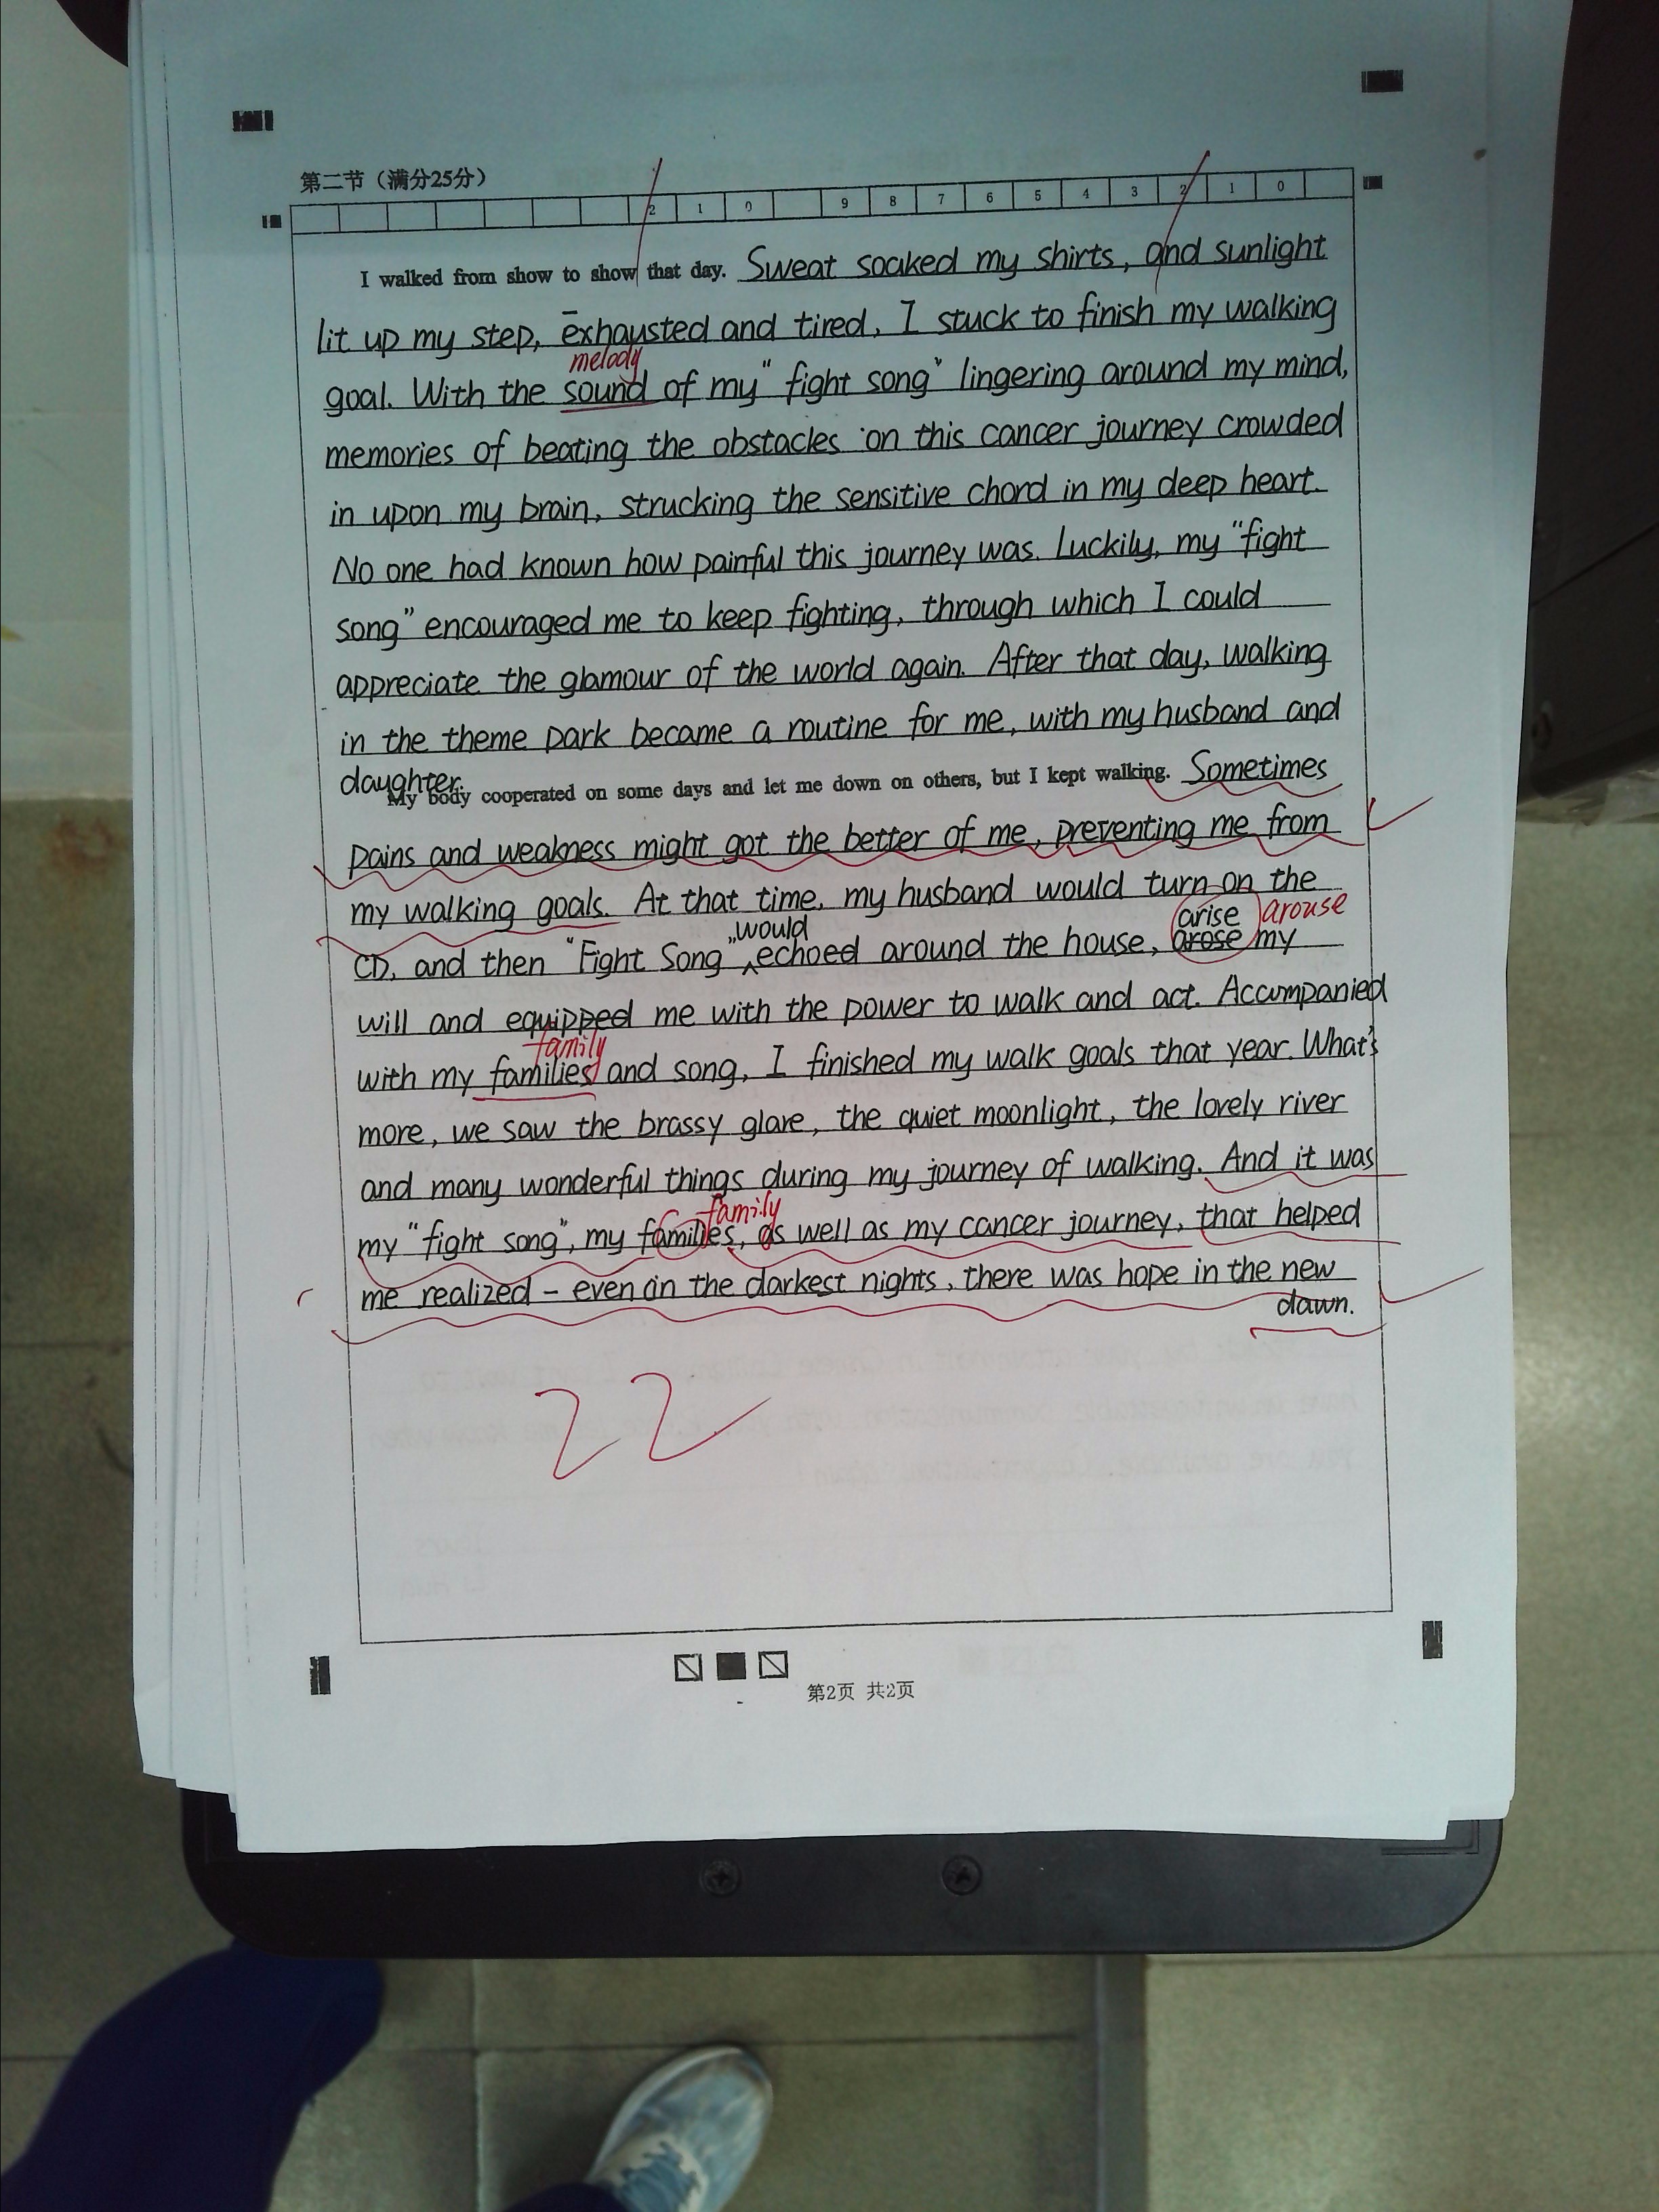 第二节（满分25分）
2 1 0 9 8 7 6 5 4 3 2 1 0
I walked from show to show that day. Sweat soaked my shirts, and sunlight
lit up my step, exhausted and tired, I stuck to finish my walking
melody
goal. With the sound of my "fight song" lingering around my mind,
memories of beating the obstacles on this cancer journey crowded
in upon my brain, strucking the sensitive chord in my deep heart.
No one had known how painful this journey was. Luckily, my "fight
song" encouraged me to keep fighting, through which I could
appreciate the glamour of the world again. After that day, walking
in the theme park became a routine for me, with my husband and
daughter.
My body cooperated on some days and let me down on others, but I kept walking. Sometimes
pains and weakness might got the better of me, preventing me from
my walking goals. At that time, my husband would turn on the
would arise arouse
CD, and then "Fight Song" echoed around the house, arose my
will and equipped me with the power to walk and act. Accompanied
family
with my families and song, I finished my walk goals that year. What's
more, we saw the brassy glare, the quiet moonlight, the lovely river
and many wonderful things during my journey of walking. And it was
family
my "fight song", my families, as well as my cancer journey, that helped
me realized – even in the darkest nights, there was hope in the new
dawn.
22
第2页 共2页